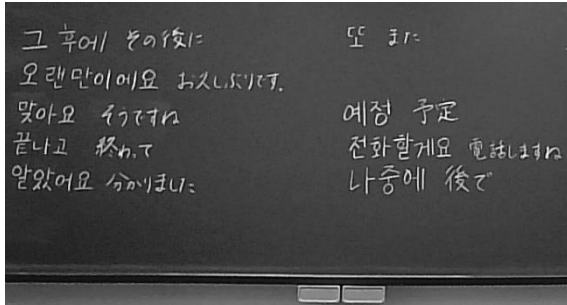 그 후에 その後に
오랜만이에요 お久しぶりです.
맞아요 そうですね
끝나고 終わって
알았어요 分かりました
또 また
예정 予定
전화할게요 電話しますね
나중에 後で